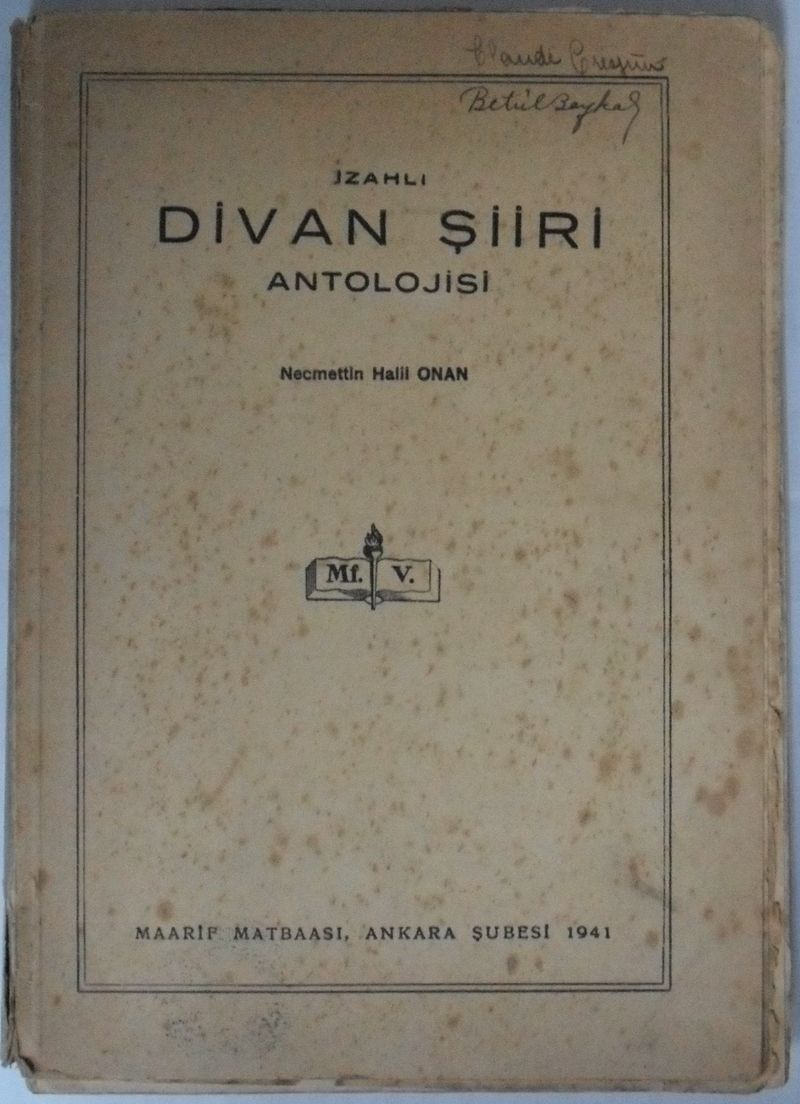 Betül Baykal
İZAHLI
DİVAN ŞİİRİ
ANTOLOJİSİ
Necmettin Halil ONAN
Mf. V.
MAARİF MATBAASI, ANKARA ŞUBESİ 1941